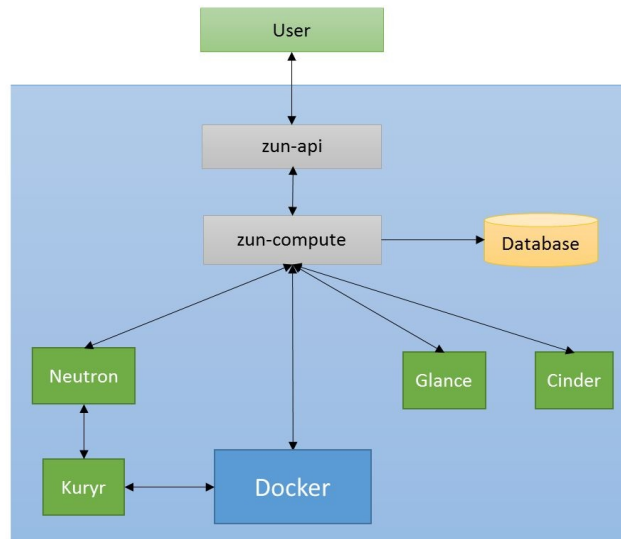 User
zun-api
zun-compute
Database
Neutron
Glance
Cinder
Kuryr
Docker